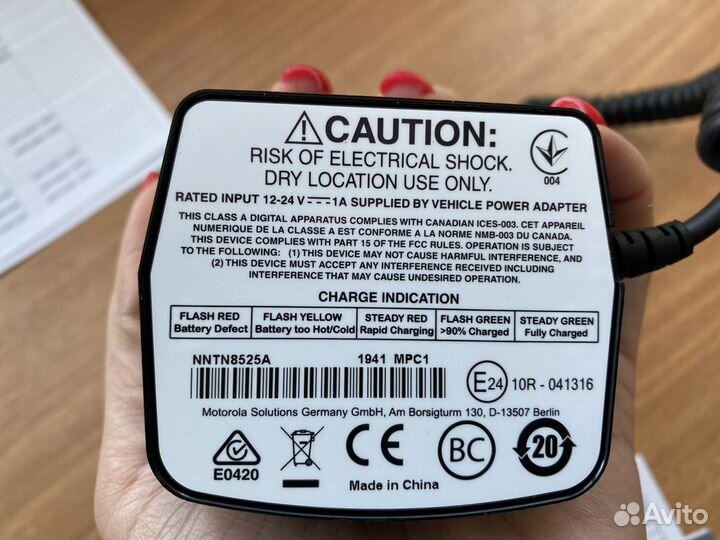 CAUTION:
RISK OF ELECTRICAL SHOCK.
DRY LOCATION USE ONLY.
004
RATED INPUT 12-24 V 1A SUPPLIED BY VEHICLE POWER ADAPTER
THIS CLASS A DIGITAL APPARATUS COMPLIES WITH CANADIAN ICES-003. CET APPAREIL
NUMERIQUE DE LA CLASSE A EST CONFORME A LA NORME NMB-003 DU CANADA.
THIS DEVICE COMPLIES WITH PART 15 OF THE FCC RULES. OPERATION IS SUBJECT
TO THE FOLLOWING: (1) THIS DEVICE MAY NOT CAUSE HARMFUL INTERFERENCE, AND
(2) THIS DEVICE MUST ACCEPT ANY INTERFERENCE RECEIVED INCLUDING
INTERFERENCE THAT MAY CAUSE UNDESIRED OPERATION.
CHARGE INDICATION
FLASH RED FLASH YELLOW STEADY RED FLASH GREEN STEADY GREEN
Battery Defect Battery too Hot/Cold Rapid Charging >90% Charged Fully Charged
NNTN8525A 1941 MPC1
E24 10R - 041316
Motorola Solutions Germany GmbH, Am Borsigturm 130, D-13507 Berlin
E0420 CE BC 20
Made in China
Avito